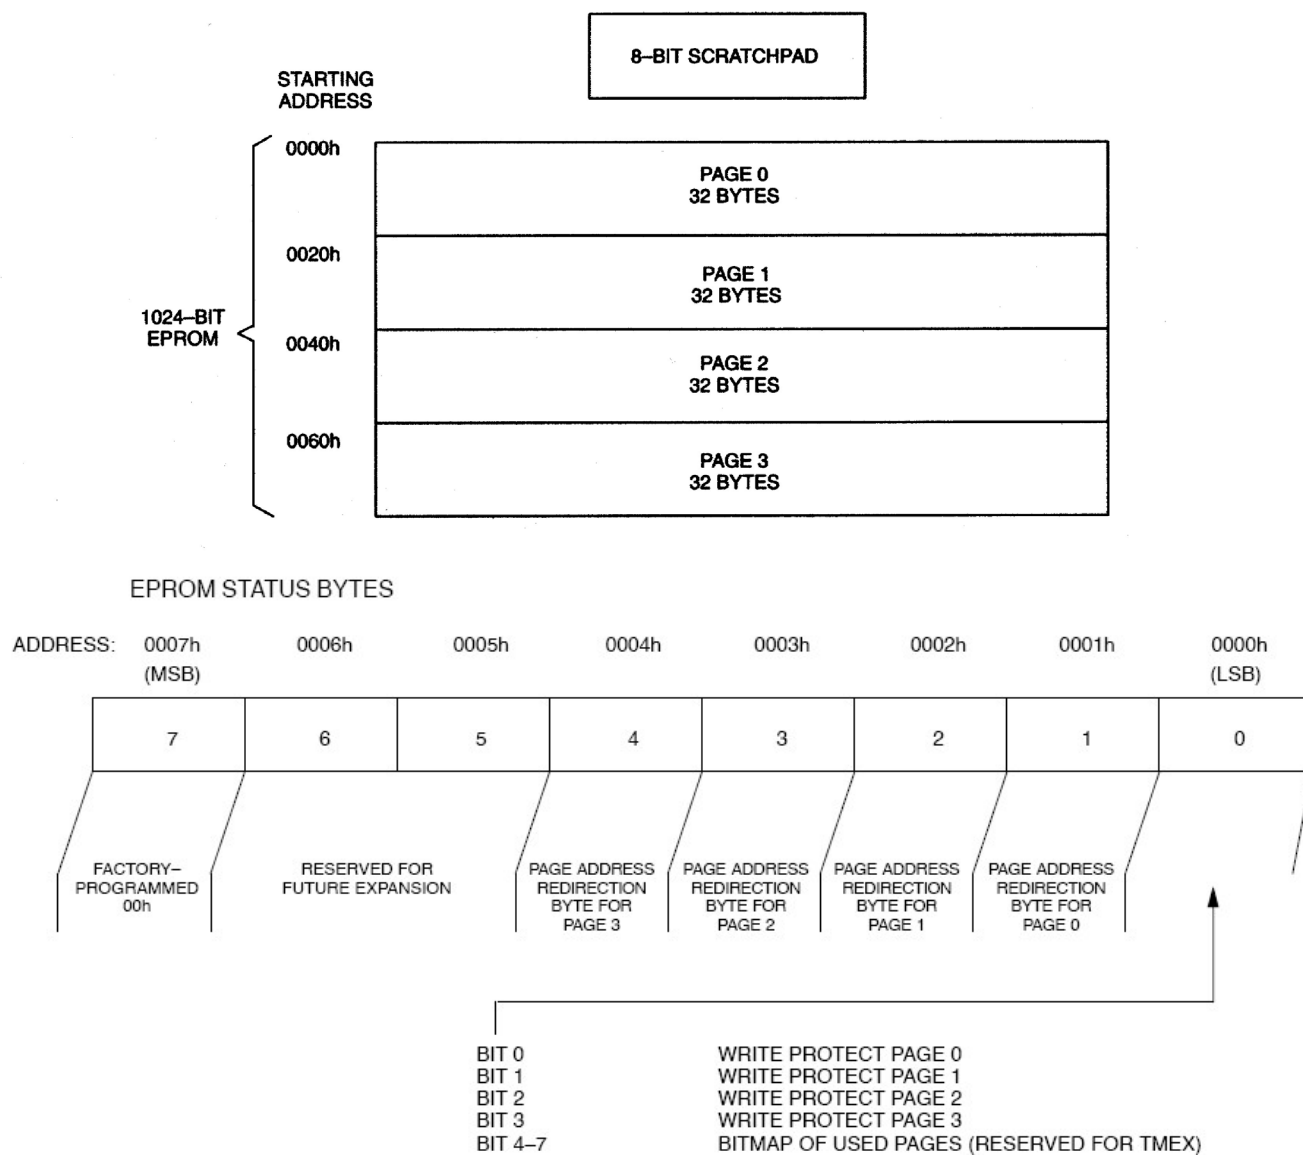 8–BIT SCRATCHPAD
STARTING
ADDRESS
0000h
PAGE 0
32 BYTES
0020h
PAGE 1
32 BYTES
1024–BIT
EPROM
0040h
PAGE 2
32 BYTES
0060h
PAGE 3
32 BYTES
EPROM STATUS BYTES
ADDRESS: 0007h 0006h 0005h 0004h 0003h 0002h 0001h 0000h
(MSB) (LSB)
7 6 5 4 3 2 1 0
FACTORY–
PROGRAMMED
00h
RESERVED FOR
FUTURE EXPANSION
PAGE ADDRESS
REDIRECTION
BYTE FOR
PAGE 3
PAGE ADDRESS
REDIRECTION
BYTE FOR
PAGE 2
PAGE ADDRESS
REDIRECTION
BYTE FOR
PAGE 1
PAGE ADDRESS
REDIRECTION
BYTE FOR
PAGE 0
BIT 0 WRITE PROTECT PAGE 0
BIT 1 WRITE PROTECT PAGE 1
BIT 2 WRITE PROTECT PAGE 2
BIT 3 WRITE PROTECT PAGE 3
BIT 4–7 BITMAP OF USED PAGES (RESERVED FOR TMEX)